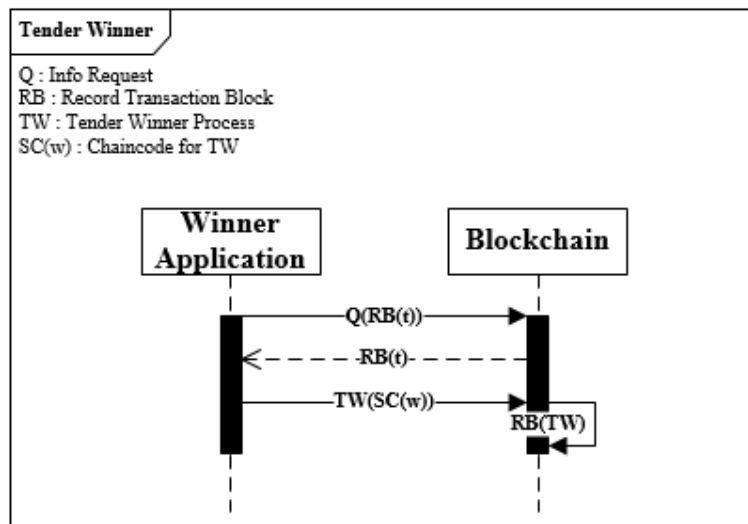 Tender Winner
Q : Info Request
RB : Record Transaction Block
TW : Tender Winner Process
SC(w) : Chaincode for TW
Winner
Application
Blockchain
Q(RB(t))
RB(t)
TW(SC(w))
RB(TW)